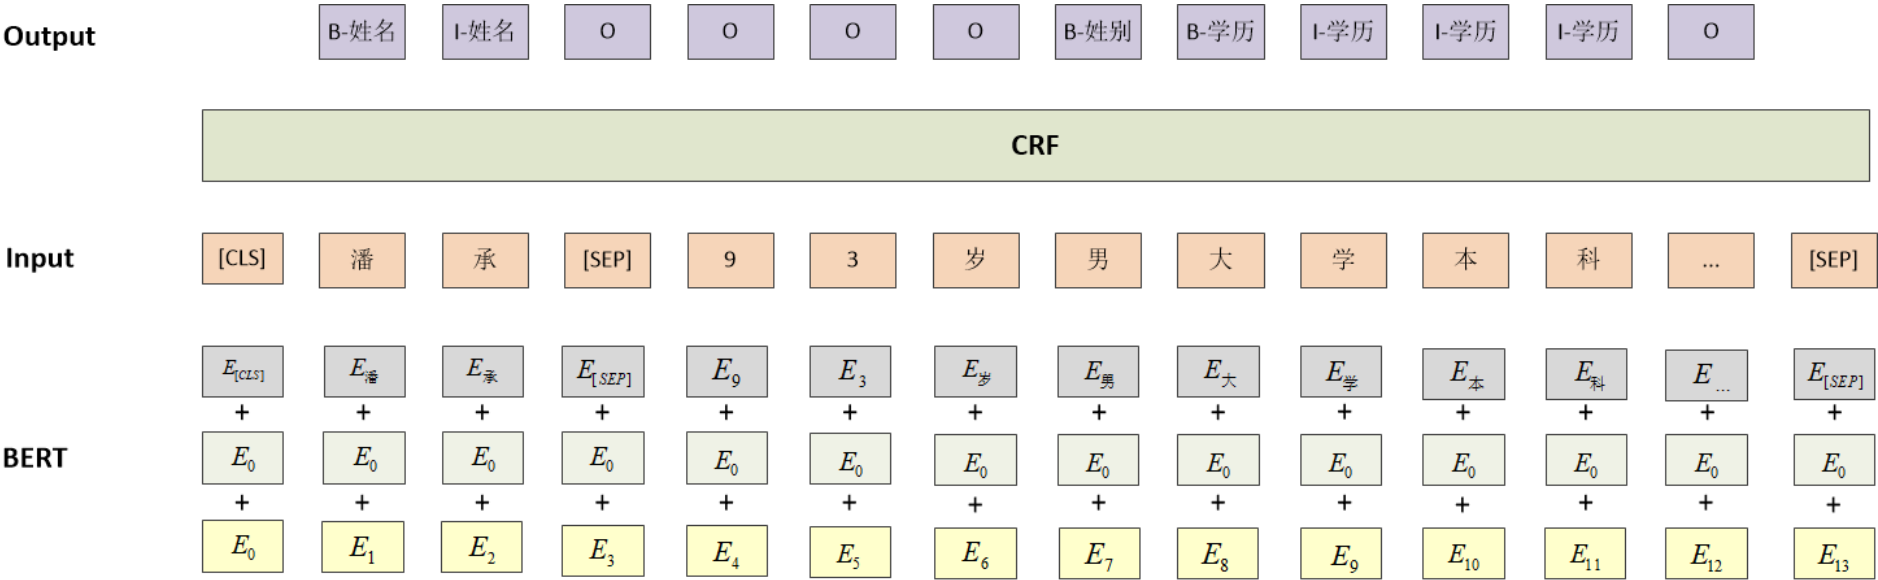 Output B-姓名 I-姓名 O O O O B-姓别 B-学历 I-学历 I-学历 I-学历 O
CRF
Input [CLS] 潘 承 [SEP] 9 3 岁 男 大 学 本 科 ... [SEP]
E[CLS] E潘 E承 E[SEP] E9 E3 E岁 E男 E大 E学 E本 E科 E... E[SEP]
+ + + + + + + + + + + + + +
BERT E0 E0 E0 E0 E0 E0 E0 E0 E0 E0 E0 E0 E0 E0
+ + + + + + + + + + + + + +
E0 E1 E2 E3 E4 E5 E6 E7 E8 E9 E10 E11 E12 E13